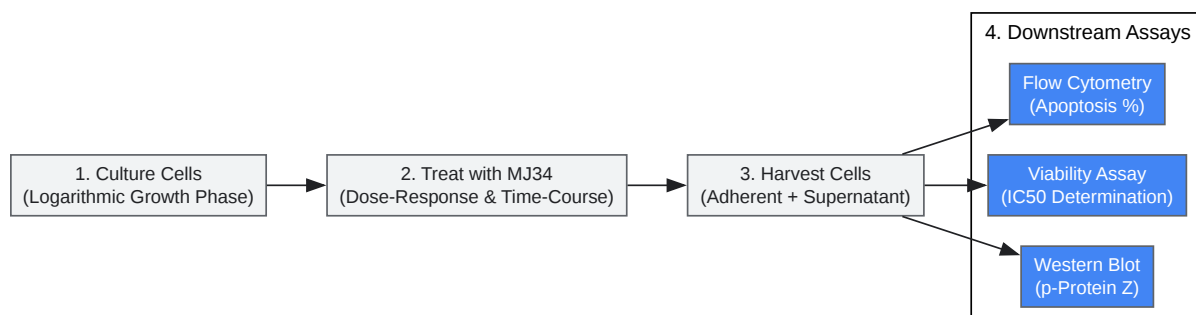 1. Culture Cells
(Logarithmic Growth Phase)
2. Treat with MJ34
(Dose-Response & Time-Course)
3. Harvest Cells
(Adherent + Supernatant)
4. Downstream Assays
Flow Cytometry
(Apoptosis %)
Viability Assay
(IC50 Determination)
Western Blot
(p-Protein Z)